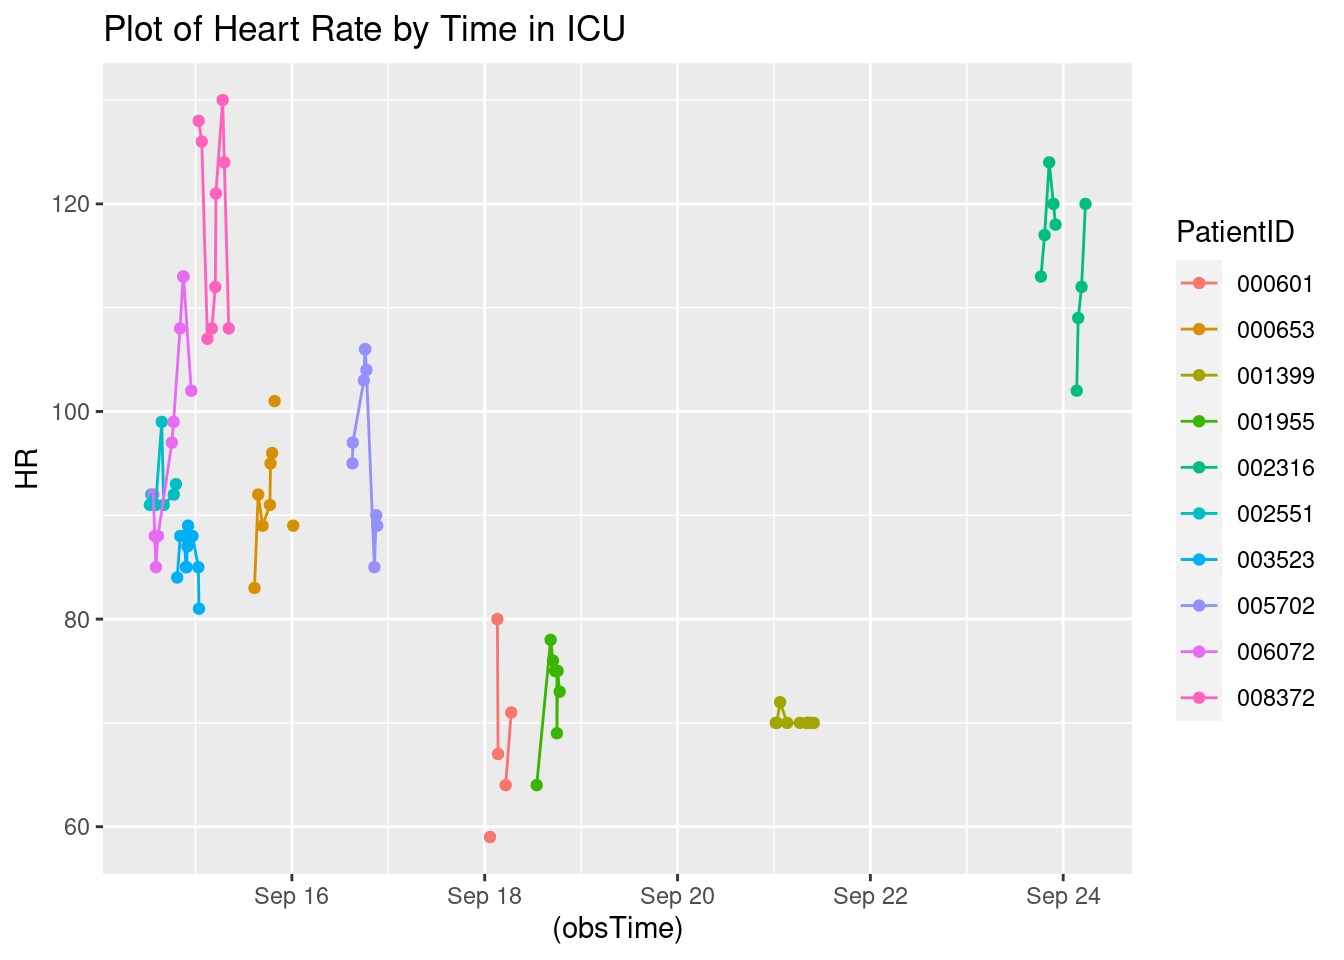 Plot of Heart Rate by Time in ICU
120
100
80
60
HR
Sep 16
Sep 18
Sep 20
Sep 22
Sep 24
(obsTime)
PatientID
000601
000653
001399
001955
002316
002551
003523
005702
006072
008372